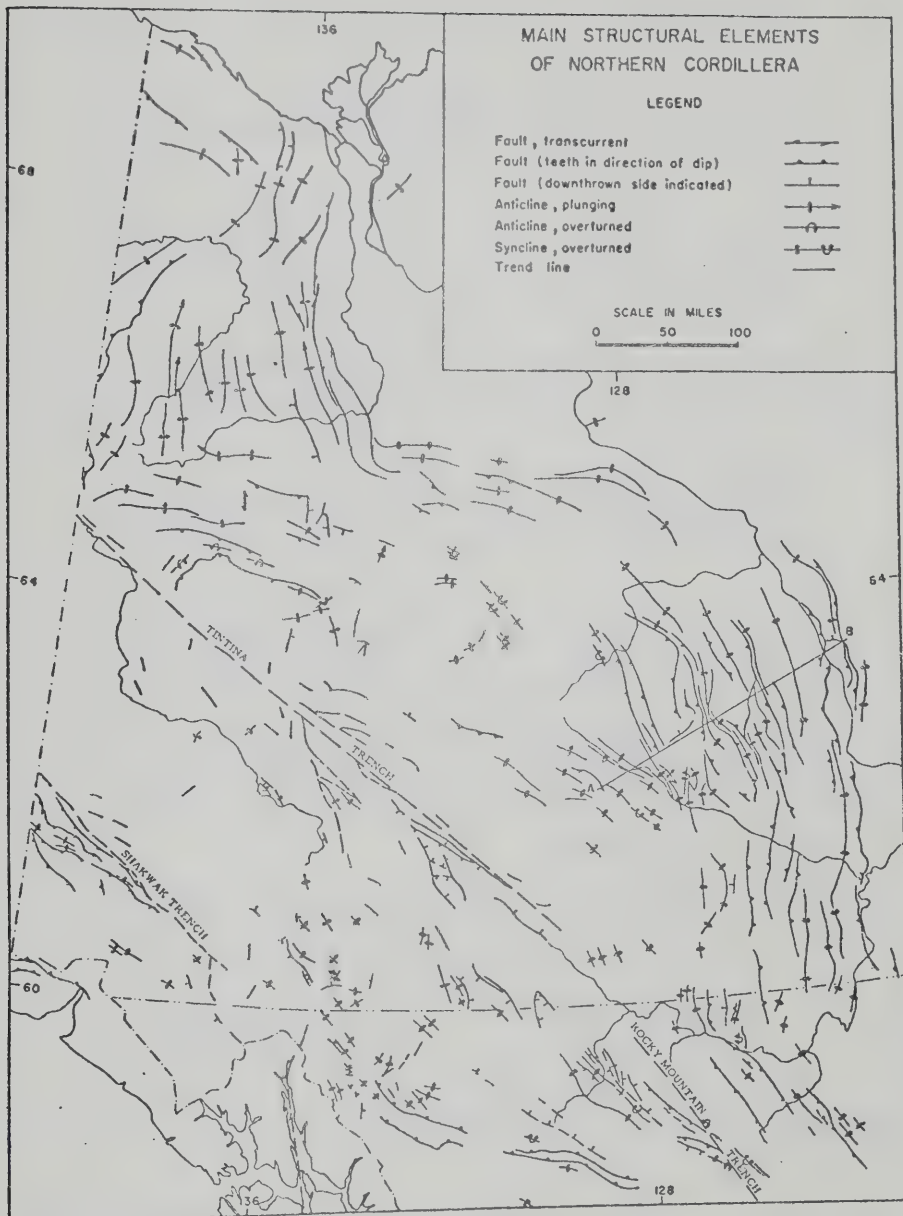 136
MAIN STRUCTURAL ELEMENTS
OF NORTHERN CORDILLERA
LEGEND
Fault, transcurrent
Fault (teeth in direction of dip)
Fault (downthrown side indicated)
Anticline, plunging
Anticline, overturned
Syncline, overturned
Trend line
SCALE IN MILES
0 50 100
68
128
64
64
TINTINA
B
TRENCH
A
SHAKWAK TRENCH
60
60
ROCKY MOUNTAIN
TRENCH
136
128